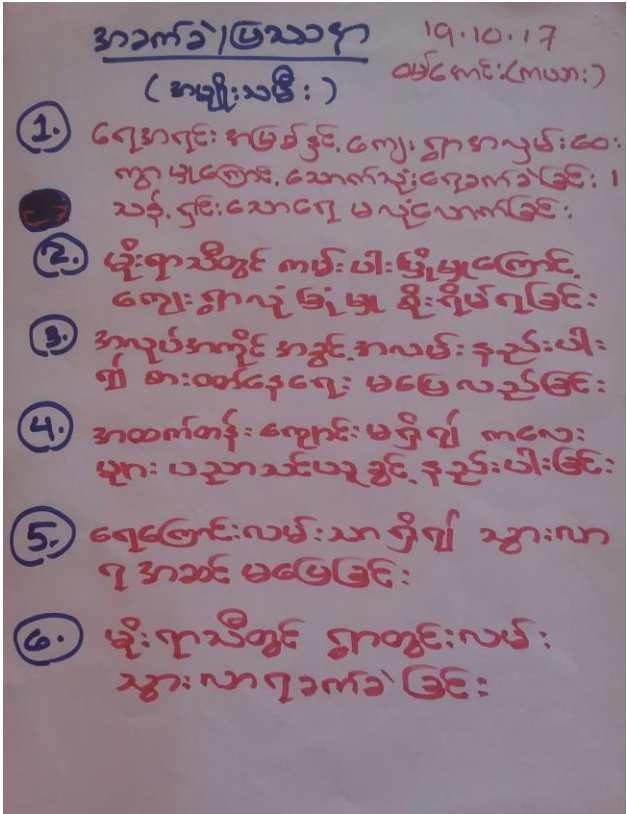 အခက်ခဲ/ပြဿနာ
(အမျိုးသမီး)
19.10.17
ဝမ်ကောင်း(ကယား)
1. ရေအရင်းအမြစ်နှင့်ကျေးရွာအလှမ်းဝေး
ကွာမှုကြောင့်သောက်သုံးရေခက်ခဲခြင်း၊
သန့်ရှင်းသောရေ မလုံလောက်ခြင်း
2. မိုးရာသီတွင် ကမ်းပါးပြိုမှုကြောင့်
ကျေးရွာလုံခြုံမှု စိုးရိမ်ရခြင်း
3. အလုပ်အကိုင် အခွင့်အလမ်း နည်းပါး
၍ စားဝတ်နေရေး မပြေလည်ခြင်း
4. အထက်တန်းကျောင်းမရှိ၍ ကလေး
များ ပညာသင်ယူခွင့် နည်းပါးခြင်း
5. ရေကြောင်းလမ်းသာရှိ၍ သွားလာ
ရ အဆင်မပြေခြင်း
6. မိုးရာသီတွင် ရွာတွင်းလမ်း
သွားလာရခက်ခဲခြင်း